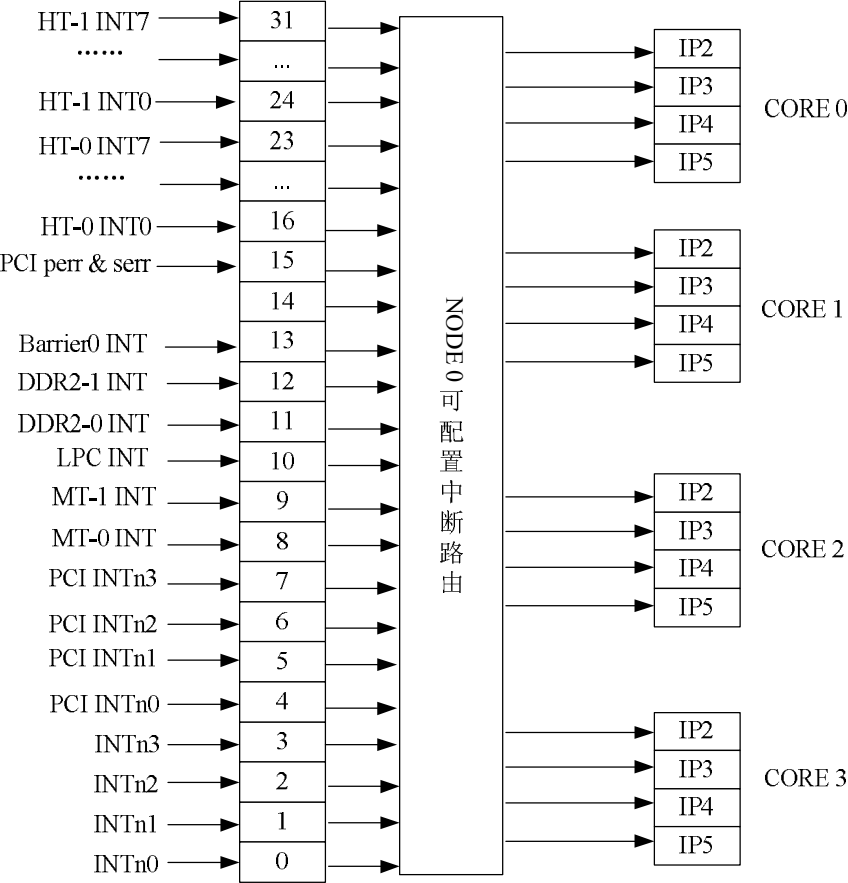 HT-1 INT7
31
……
...
HT-1 INT0
24
HT-0 INT7
23
……
...
HT-0 INT0
16
PCI perr & serr
15
14
Barrier0 INT
13
DDR2-1 INT
12
DDR2-0 INT
11
LPC INT
10
MT-1 INT
9
MT-0 INT
8
PCI INTn3
7
PCI INTn2
6
PCI INTn1
5
PCI INTn0
4
INTn3
3
INTn2
2
INTn1
1
INTn0
0
NODE 0 可配置中断路由
IP2
IP3
IP4
IP5
CORE 0
IP2
IP3
IP4
IP5
CORE 1
IP2
IP3
IP4
IP5
CORE 2
IP2
IP3
IP4
IP5
CORE 3